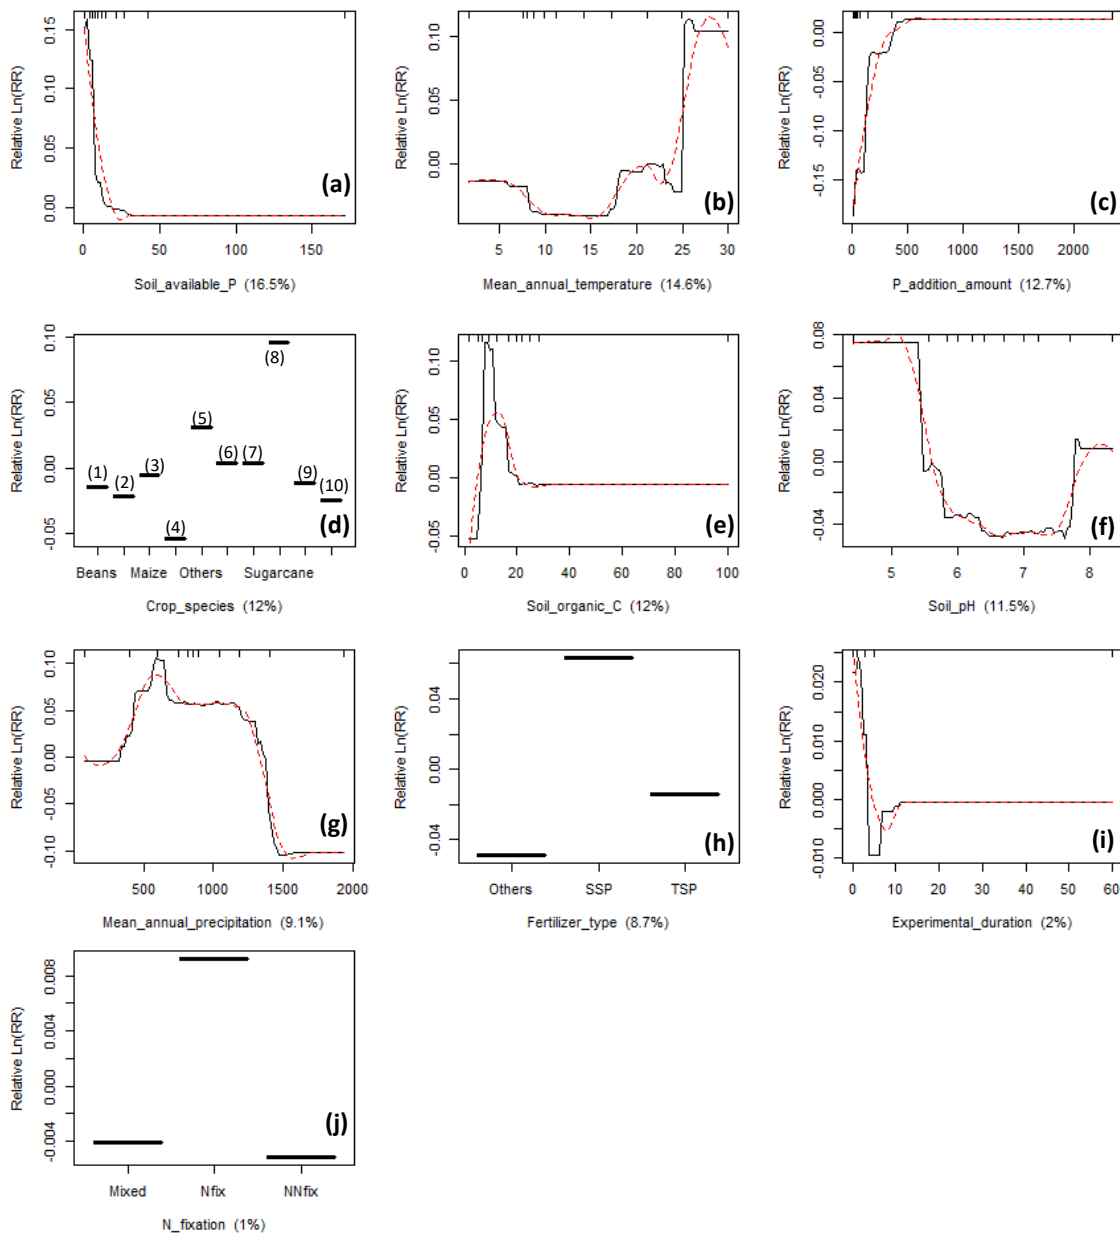 Relative Ln(RR)
0.00 0.05 0.10 0.15
(a)
0 50 100 150
Soil_available_P (16.5%)
Relative Ln(RR)
0.00 0.05 0.10
(b)
5 10 15 20 25 30
Mean_annual_temperature (14.6%)
Relative Ln(RR)
-0.15 -0.10 -0.05 0.00
(c)
0 500 1000 2000
P_addition_amount (12.7%)
Relative Ln(RR)
-0.05 0.00 0.05 0.10
(1)
(2)
(3)
(4)
(5)
(6)
(7)
(8)
(9)
(10)
(d)
Beans Maize Others Sugarcane
Crop_species (12%)
Relative Ln(RR)
-0.05 0.00 0.05 0.10
(e)
0 20 40 60 80 100
Soil_organic_C (12%)
Relative Ln(RR)
-0.04 0.00 0.04 0.08
(f)
5 6 7 8
Soil_pH (11.5%)
Relative Ln(RR)
-0.10 -0.05 0.00 0.05 0.10
(g)
500 1000 1500 2000
Mean_annual_precipitation (9.1%)
Relative Ln(RR)
-0.04 0.00 0.04
(h)
Others SSP TSP
Fertilizer_type (8.7%)
Relative Ln(RR)
-0.010 0.000 0.010 0.020
(i)
0 10 20 30 40 50 60
Experimental_duration (2%)
Relative Ln(RR)
-0.004 0.000 0.004 0.008
(j)
Mixed Nfix NNfix
N_fixation (1%)